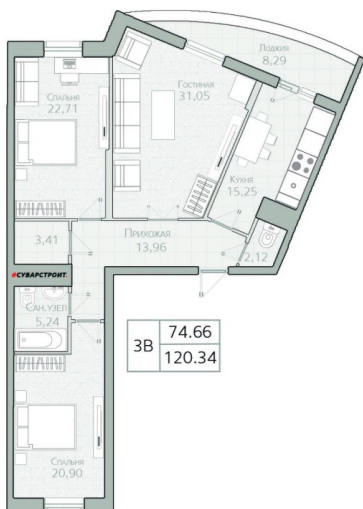 Лоджия
8,29
Гостиная
31,05
Спальня
22,71
Кухня
15,25
Прихожая
13,96
3,41
2,12
#СУВАРСТРОИТ
Сан.узел
5,24
3В
74.66
120.34
Спальня
20,90